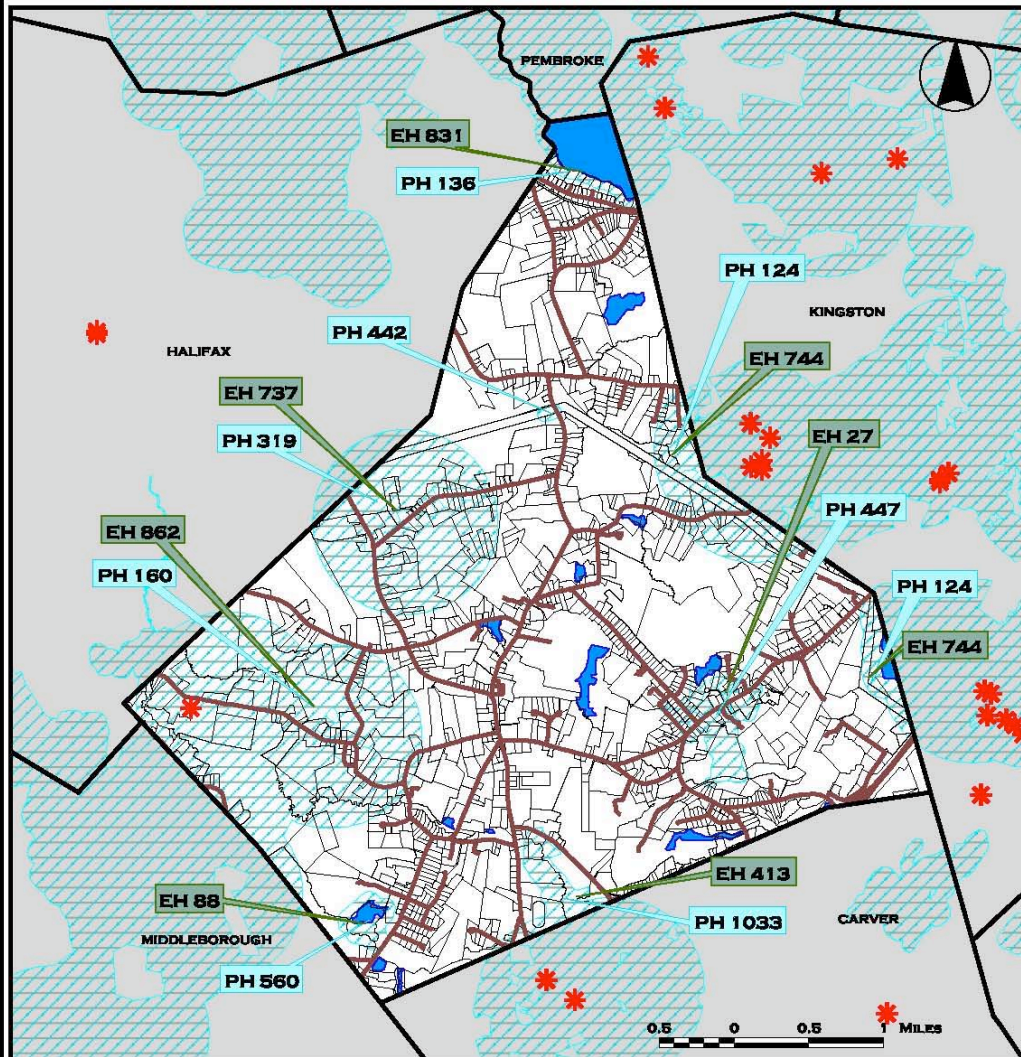 PEMBROKE
EH 831
PH 136
PH 124
KINGSTON
PH 442
HALIFAX
EH 744
EH 737
EH 27
PH 319
PH 447
EH 862
PH 160
PH 124
EH 744
EH 413
EH 88
PH 1033
CARVER
MIDDLEBOROUGH
PH 560
0.5 0 0.5 1 MILES